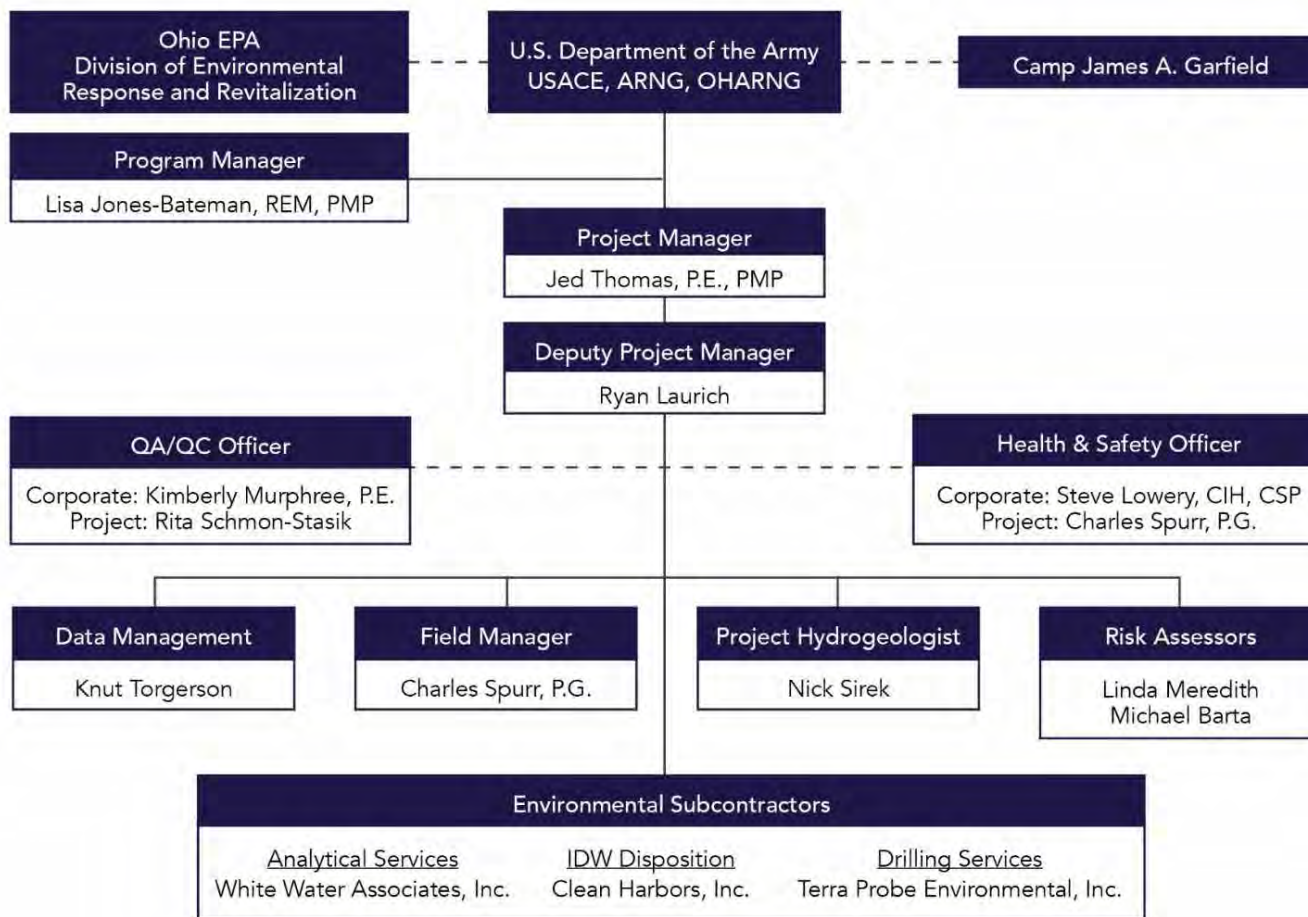 Ohio EPA
Division of Environmental
Response and Revitalization
U.S. Department of the Army
USACE, ARNG, OHARNG
Camp James A. Garfield
Program Manager
Lisa Jones-Bateman, REM, PMP
Project Manager
Jed Thomas, P.E., PMP
Deputy Project Manager
Ryan Laurich
QA/QC Officer
Corporate: Kimberly Murphree, P.E.
Project: Rita Schmon-Stasik
Health & Safety Officer
Corporate: Steve Lowery, CIH, CSP
Project: Charles Spurr, P.G.
Data Management
Knut Torgerson
Field Manager
Charles Spurr, P.G.
Project Hydrogeologist
Nick Sirek
Risk Assessors
Linda Meredith
Michael Barta
Environmental Subcontractors
Analytical Services
White Water Associates, Inc.
IDW Disposition
Clean Harbors, Inc.
Drilling Services
Terra Probe Environmental, Inc.